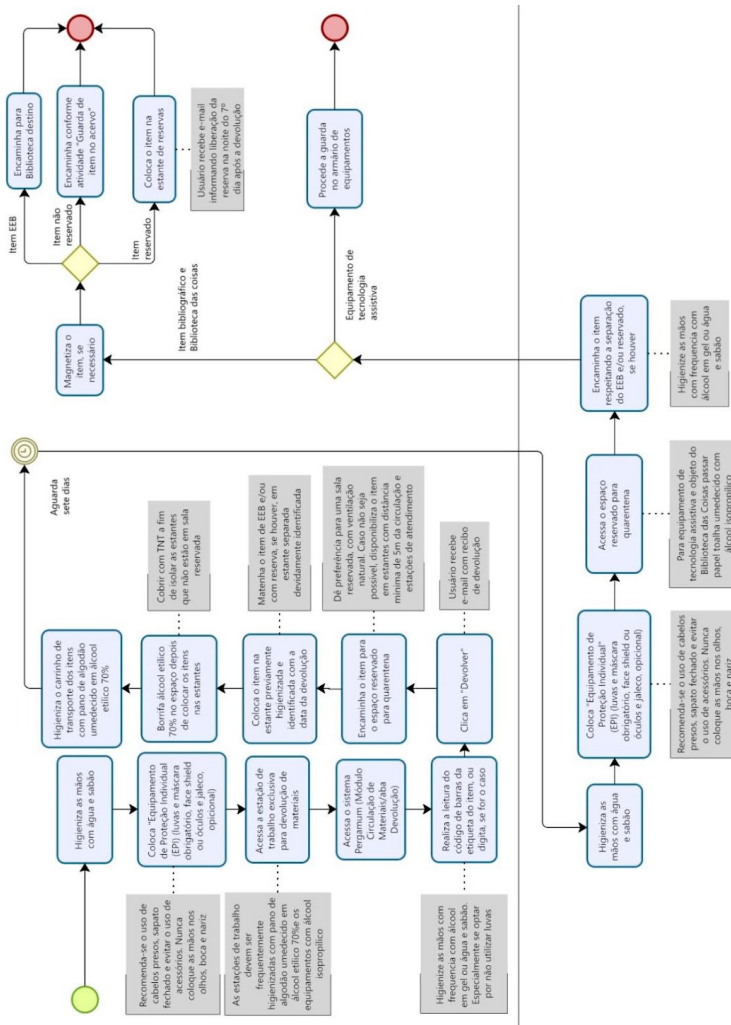 Higieniza as mãos
com água e sabão
Coloca "Equipamento
de Proteção Individual"
(EPI) (luvas e máscara
obrigatório, face shield
ou óculos e jaleco,
opicional)
Recomenda-se o uso de
cabelos presos, sapato
fechado e evitar o uso de
acessórios. Nunca
coloque as mãos nos
olhos, boca e nariz
Acessa a estação de
trabalho exclusiva
para devolução de
materiais
As estações de trabalho
devem ser
frequentemente
higienizadas com pano de
algodão umedecido em
álcool etílico 70%e os
equipamentos com álcool
isopropílico
Acessa o sistema
Pergamum (Módulo
Circulação de
Materiais/aba
Devolução)
Realiza a leitura do
código de barras da
etiqueta do item, ou
digita, se for o caso
Higienize as mãos com
frequencia com álcool
em gel ou água e sabão.
Especialmente se optar
por não utilizar luvas
Clica em "Devolver"
Usuário recebe
e-mail com recibo
de devolução
Encaminha o item para
o espaço reservado
para quarentena
Dê preferência para uma sala
reservada, com ventilação
natural. Caso não seja
possível, disponibiliza o item
em estantes com distância
mínima de 5m da circulação e
estações de atendimento
Coloca o item na
estante previamente
higienizada e
identificada com a
data da devolução
Matenha o item de EEB e/ou
com reserva, se houver, em
estante separada
devidamente identificada
Borrifa álcool etílico
70% no espaço depois
de colocar os itens
nas estantes
Cobrir com TNT a fim
de isolar as estantes
que não estão em sala
reservada
Higieniza o carrinho de
transporte dos itens
com pano de algodão
umedecido em álcool
etílico 70%
Aguarda
sete dias
Higieniza as
mãos com água
e sabão
Coloca "Equipamento de
Proteção Individual"
(EPI) (luvas e máscara
obrigatório, face shield ou
óculos e jaleco, opicional)
Recomenda-se o uso de cabelos
presos, sapato fechado e evitar
o uso de acessórios. Nunca
coloque as mãos nos olhos,
boca e nariz
Acessa o espaço
reservado para
quarentena
Para equipamento de
tecnologia assistiva e objeto do
Biblioteca das Coisas passar
papel toalha umedecido com
álcool isopropílico
Encaminha o item
respeitando a separação
do EEB e/ou reservado,
se houver
Higienize as mãos
com frequencia com
álcool em gel ou água
e sabão
Item bibliográfico e
Biblioteca das coisas
Equipamento de
tecnologia
assistiva
Procede a guarda
no armário de
equipamentos
Magnetiza o
item, se
necessário
Item EEB
Encaminha para
Biblioteca destino
Item não
reservado
Encaminha conforme
atividade "Guarda de
item no acervo"
Item
reservado
Coloca o item na
estante de reservas
Usuário recebe e-mail
informando liberação da
reserva na noite do 7º
dia após a devolução